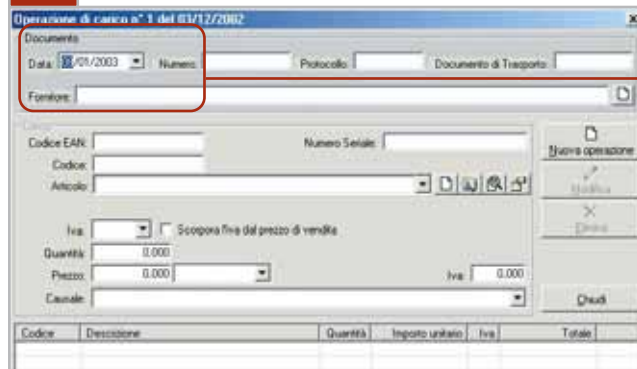 Operazione di carico n° 1 del 03/12/2002
Documento
Data: /01/2003 Numero: Protocollo: Documento di Trasporto:
Fornitore:
Codice EAN: Numero Seriale:
Codice:
Articolo:
Nuova operazione
Modifica
Elimina
Iva: Scorpora l'iva dal prezzo di vendita
Quantità: 0.000
Prezzo: 0.000 Iva: 0.000
Causale:
Chiudi
Codice Descrizione Quantità Importo unitario Iva Totale